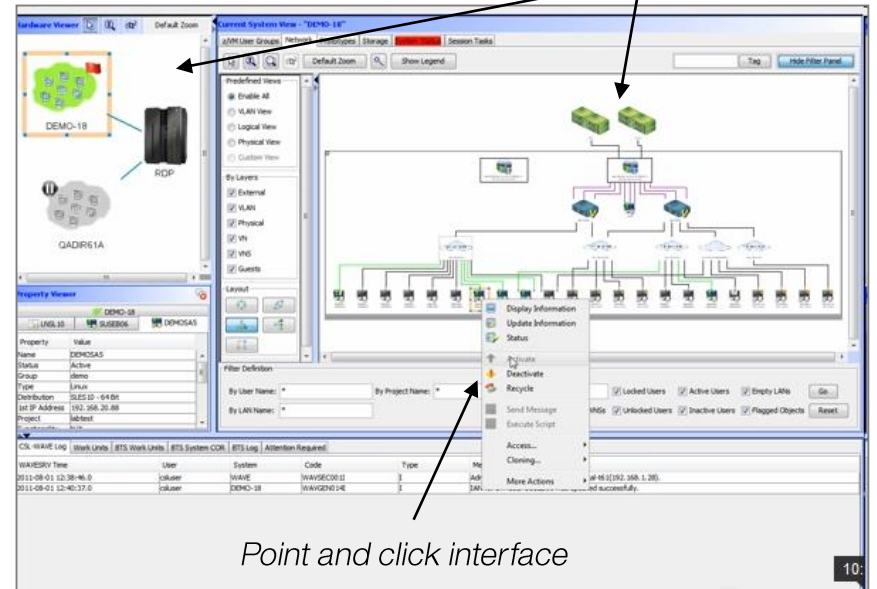 Hardware Viewer Default Zoom
Current System View - "DEMO-18"
z/VM User Groups Network Prototypes Storage System Status Session Tasks
Default Zoom Show Legend Tag Hide Filter Panel
Predefined Views
Enable All
VLAN View
Logical View
Physical View
Custom View
By Layers
External
VLAN
Physical
VN
VNS
Guests
Layout
DEMO-18
RDP
QADIR61A
Property Viewer
DEMO-18
LNSL10 SUSEB06 DEMOSAS
Property Value
Name DEMOSAS
Status Active
Group demo
Type Linux
Distribution SLES10 - 64 Bit
1st IP Address 192.168.20.88
Project labtest
Display Information
Update Information
Status
Activate
Deactivate
Recycle
Send Message
Execute Script
Access...
Cloning...
More Actions
Filter Definition
By User Name: * By Project Name: * Locked Users Active Users Empty LANs Go
By LAN Name: * Unlocked Users Inactive Users Flagged Objects Reset
CSL-WAVE Log Work Units BTS Work Units BTS System COR BTS Log Attention Required
WAVESRV Time User System Code Type
2011-08-01 12:38:46.0 csluser WAVE I
2011-08-01 12:40:37.0 csluser DEMO-18 I successfully.
Point and click interface
10: